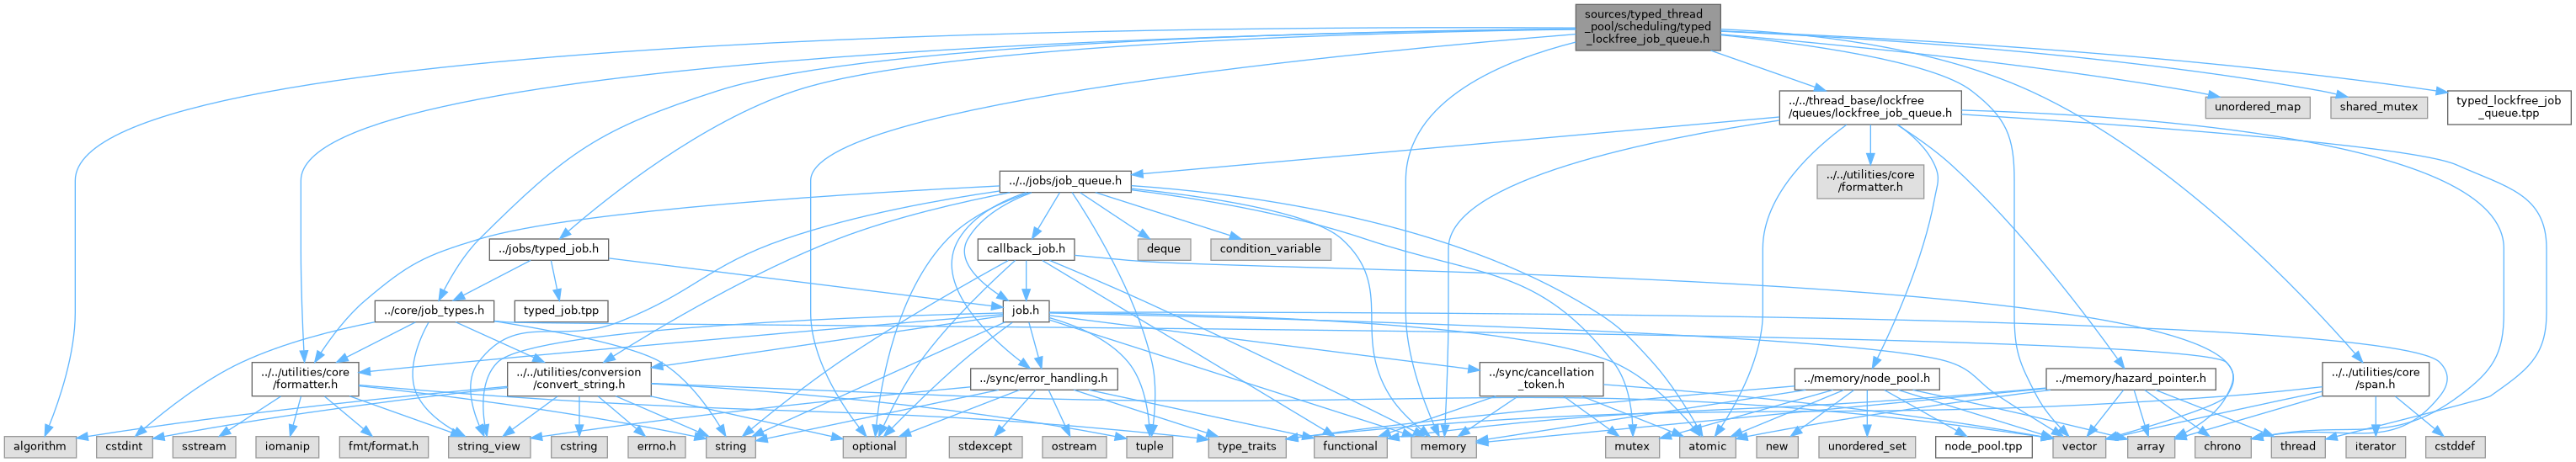 sources/typed_thread
_pool/scheduling/typed
_lockfree_job_queue.h
../../thread_base/lockfree
/queues/lockfree_job_queue.h
unordered_map
shared_mutex
typed_lockfree_job
_queue.tpp
../../jobs/job_queue.h
../../utilities/core
/formatter.h
../jobs/typed_job.h
callback_job.h
deque
condition_variable
../core/job_types.h
typed_job.tpp
job.h
../../utilities/core
/formatter.h
../../utilities/conversion
/convert_string.h
../sync/error_handling.h
../sync/cancellation
_token.h
../memory/node_pool.h
../memory/hazard_pointer.h
../../utilities/core
/span.h
algorithm
cstdint
sstream
iomanip
fmt/format.h
string_view
cstring
errno.h
string
optional
stdexcept
ostream
tuple
type_traits
functional
memory
mutex
atomic
new
unordered_set
node_pool.tpp
vector
array
chrono
thread
iterator
cstddef